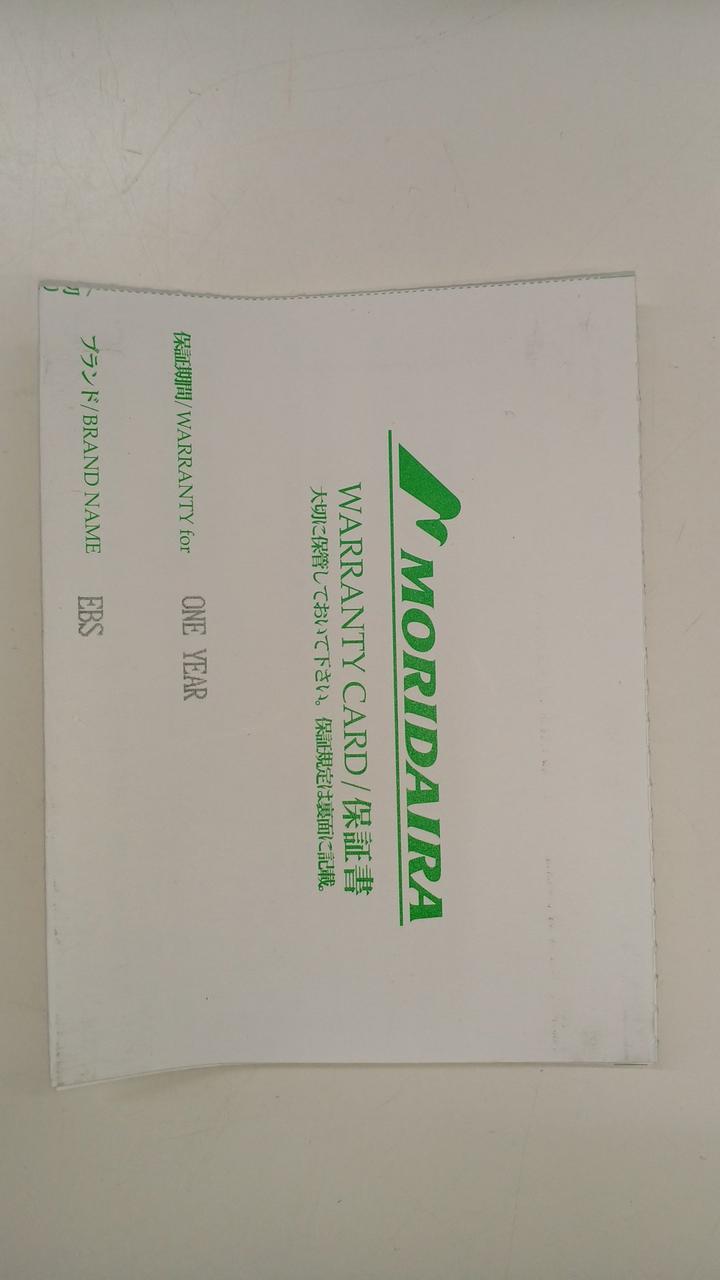 MORIDAIRA
WARRANTY CARD/保証書
大切に保管しておいて下さい。保証規定は裏面に記載。
保証期間/WARRANTY for ONE YEAR
ブランド/BRAND NAME EBS